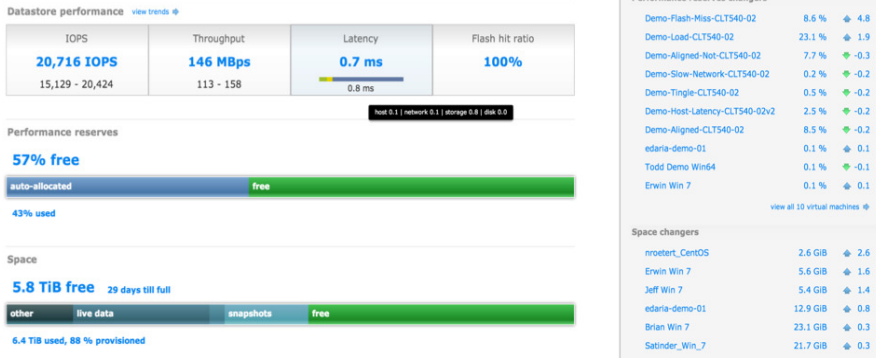 Datastore performance view trends
IOPS
20,716 IOPS
15,129 - 20,424
Throughput
146 MBps
113 - 158
Latency
0.7 ms
0.8 ms
Flash hit ratio
100%
host 0.1 | network 0.1 | storage 0.8 | disk 0.0
Performance reserves
57% free
auto-allocated free
43% used
Space
5.8 TiB free 29 days till full
other live data snapshots free
6.4 TiB used, 88 % provisioned
Performance reserves changers
Demo-Flash-Miss-CLT540-02 8.6 % 4.8
Demo-Load-CLT540-02 23.1 % 1.9
Demo-Aligned-Not-CLT540-02 7.7 % -0.3
Demo-Slow-Network-CLT540-02 0.2 % -0.2
Demo-Tingle-CLT540-02 0.5 % -0.2
Demo-Host-Latency-CLT540-02v2 2.5 % -0.2
Demo-Aligned-CLT540-02 8.5 % -0.2
edaria-demo-01 0.1 % 0.1
Todd Demo Win64 0.1 % -0.1
Erwin Win 7 0.1 % 0.1
view all 10 virtual machines
Space changers
nroetert_CentOS 2.6 GiB 2.6
Erwin Win 7 5.6 GiB 1.6
Jeff Win 7 5.4 GiB 1.4
edaria-demo-01 12.9 GiB 0.8
Brian Win 7 23.1 GiB 0.3
Satinder_Win_7 21.7 GiB 0.3